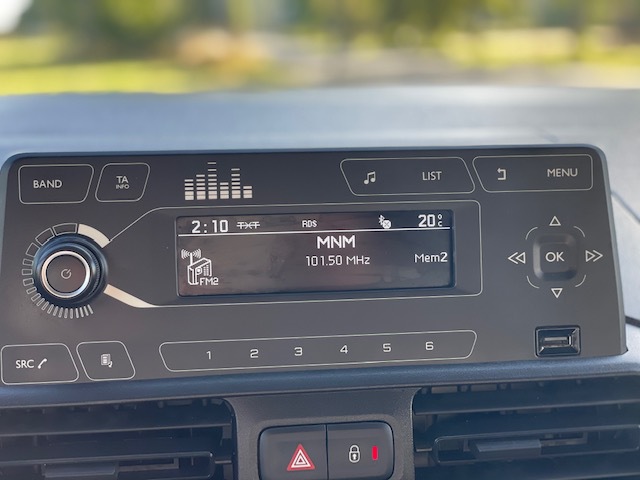 BAND
TA
INFO
LIST
MENU
2:10 TXT RDS 20°C
MNM
101.50 MHz Mem2
FM2
OK
SRC
1 2 3 4 5 6